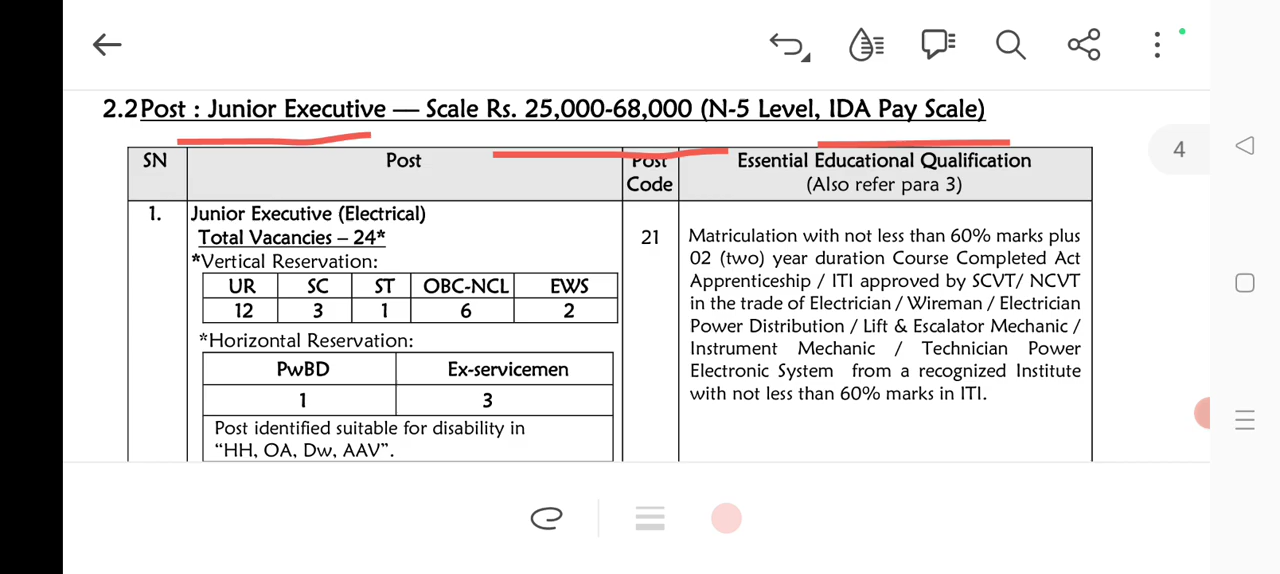 2.2 Post : Junior Executive — Scale Rs. 25,000-68,000 (N-5 Level, IDA Pay Scale)
4
SN
Post
Post Code
Essential Educational Qualification
(Also refer para 3)
1.
Junior Executive (Electrical)
Total Vacancies – 24*
*Vertical Reservation:
UR SC ST OBC-NCL EWS
12 3 1 6 2
*Horizontal Reservation:
PwBD Ex-servicemen
1 3
Post identified suitable for disability in
“HH, OA, Dw, AAV”.
21
Matriculation with not less than 60% marks plus
02 (two) year duration Course Completed Act
Apprenticeship / ITI approved by SCVT/ NCVT
in the trade of Electrician / Wireman / Electrician
Power Distribution / Lift & Escalator Mechanic /
Instrument Mechanic / Technician Power
Electronic System from a recognized Institute
with not less than 60% marks in ITI.